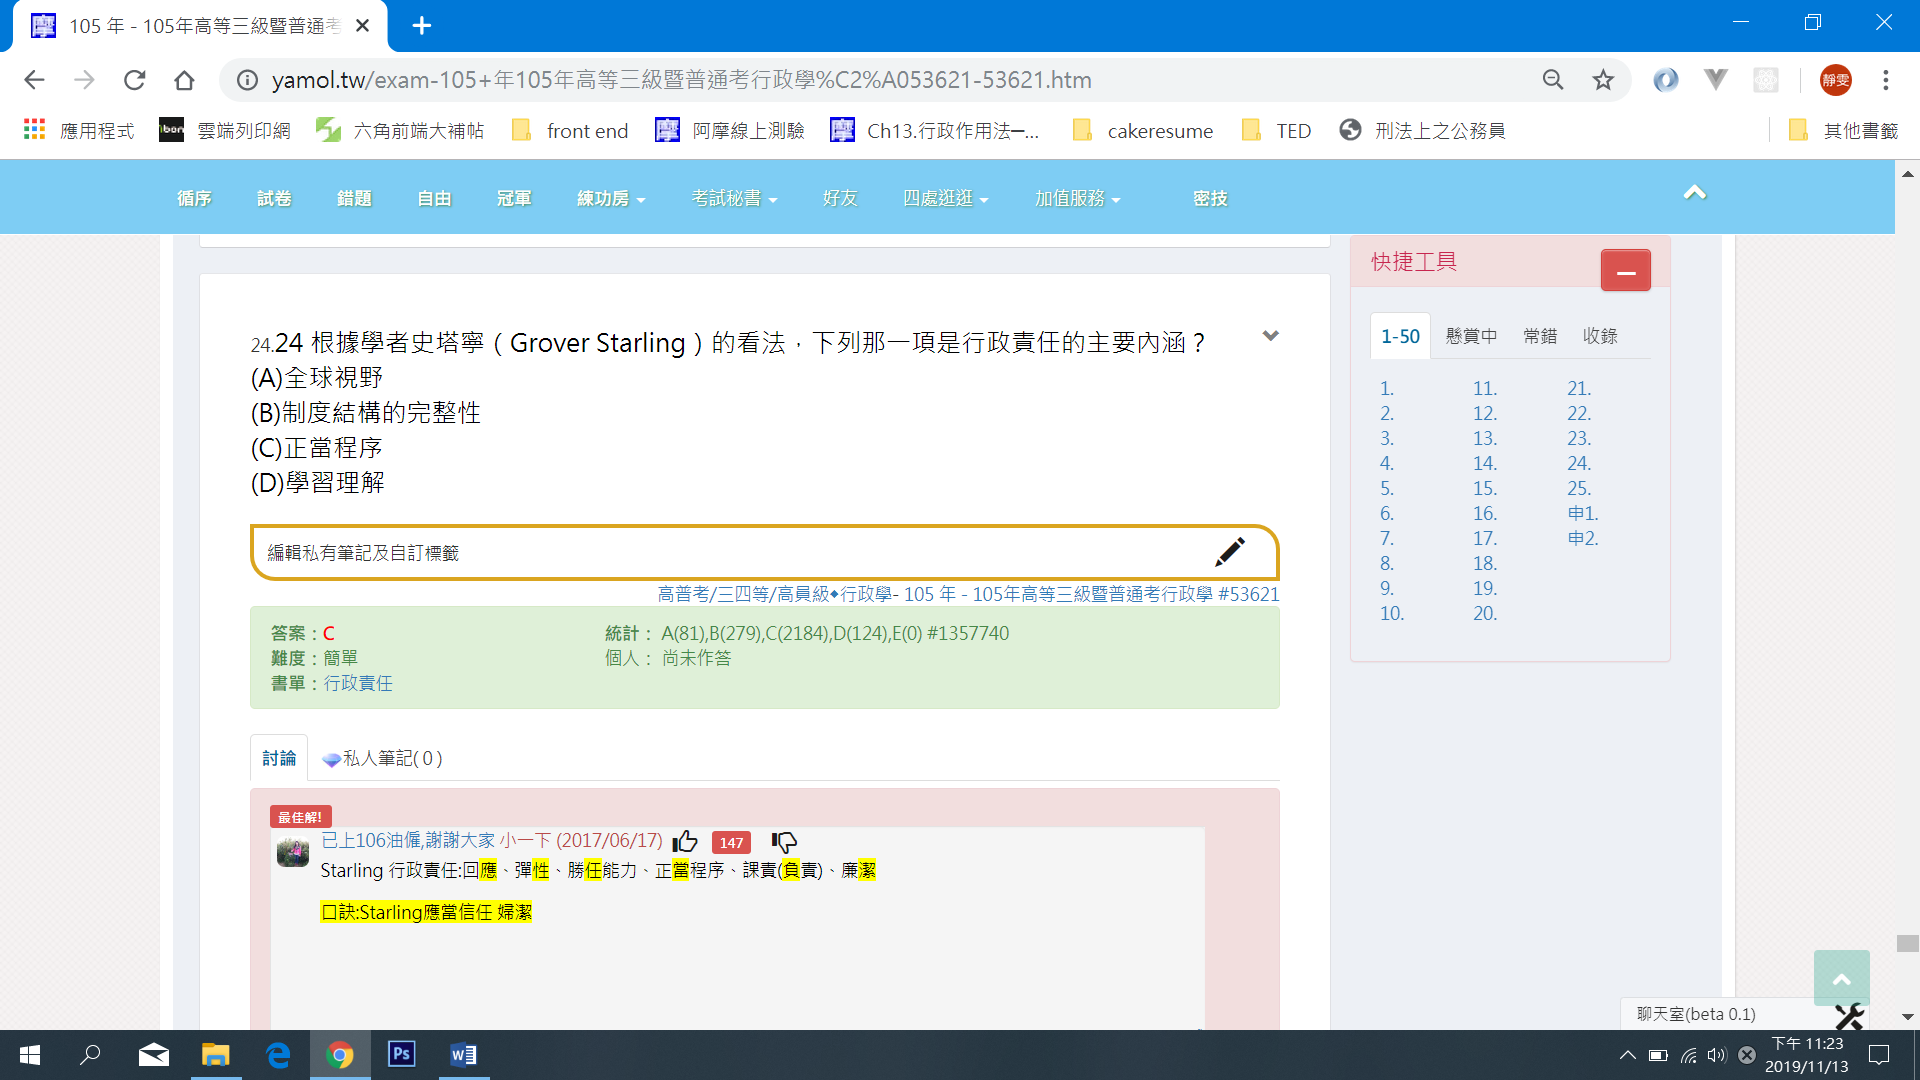 105 年 - 105年高等三級暨普通考
yamol.tw/exam-105+年105年高等三級暨普通考行政學%C2%A053621-53621.htm
靜雯
應用程式
ibon 雲端列印網
六角前端大補帖
front end
摩 阿摩線上測驗
摩 Ch13.行政作用法─...
cakeresume
TED
刑法上之公務員
其他書籤
循序 試卷 錯題 自由 冠軍 練功房 考試秘書 好友 四處逛逛 加值服務 密技
24.24 根據學者史塔寧（Grover Starling）的看法，下列那一項是行政責任的主要內涵？
(A)全球視野
(B)制度結構的完整性
(C)正當程序
(D)學習理解
編輯私有筆記及自訂標籤
高普考/三四等/高員級◆行政學- 105 年 - 105年高等三級暨普通考行政學 #53621
答案：C
難度：簡單
書單：行政責任
統計： A(81),B(279),C(2184),D(124),E(0) #1357740
個人： 尚未作答
討論 私人筆記( 0 )
最佳解!
已上106油僱,謝謝大家 小一下 (2017/06/17) 147
Starling 行政責任:回應、彈性、勝任能力、正當程序、課責(負責)、廉潔
口訣:Starling應當信任 婦潔
快捷工具
1-50 懸賞中 常錯 收錄
1. 11. 21.
2. 12. 22.
3. 13. 23.
4. 14. 24.
5. 15. 25.
6. 16. 申1.
7. 17. 申2.
8. 18.
9. 19.
10. 20.
聊天室(beta 0.1)
Ps
下午 11:23
2019/11/13